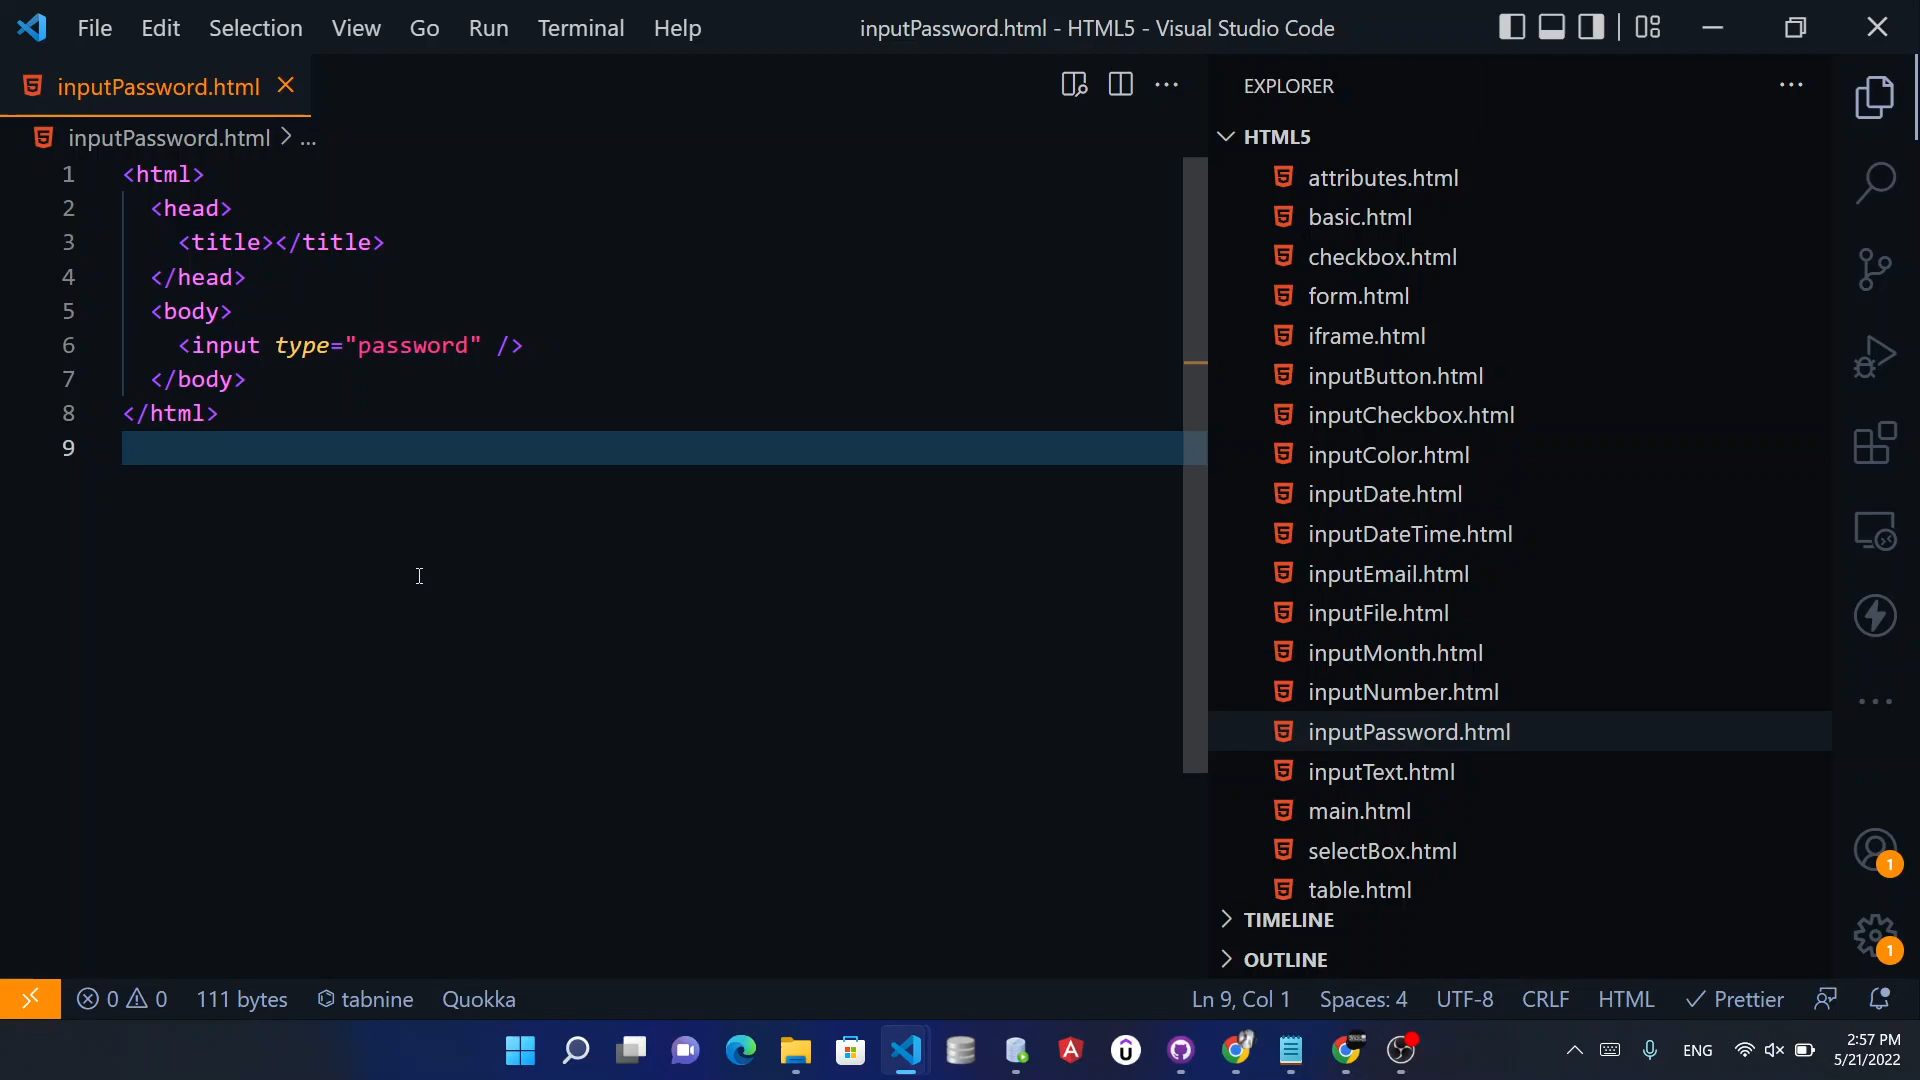 File Edit Selection View Go Run Terminal Help inputPassword.html - HTML5 - Visual Studio Code
inputPassword.html
inputPassword.html > ...
1 <html>
2 <head>
3 <title></title>
4 </head>
5 <body>
6 <input type="password" />
7 </body>
8 </html>
9
EXPLORER
HTML5
attributes.html
basic.html
checkbox.html
form.html
iframe.html
inputButton.html
inputCheckbox.html
inputColor.html
inputDate.html
inputDateTime.html
inputEmail.html
inputFile.html
inputMonth.html
inputNumber.html
inputPassword.html
inputText.html
main.html
selectBox.html
table.html
TIMELINE
OUTLINE
1
1
0 0 111 bytes tabnine Quokka Ln 9, Col 1 Spaces: 4 UTF-8 CRLF HTML Prettier
ENG 2:57 PM
5/21/2022